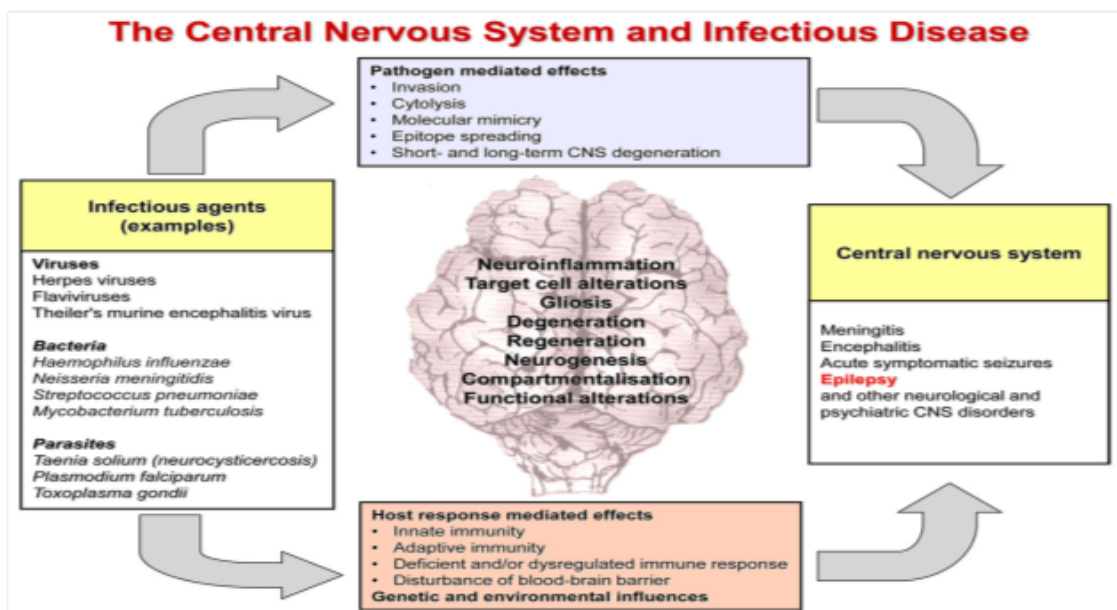 The Central Nervous System and Infectious Disease
Pathogen mediated effects
• Invasion
• Cytolysis
• Molecular mimicry
• Epitope spreading
• Short- and long-term CNS degeneration
Infectious agents
(examples)
Viruses
Herpes viruses
Flaviviruses
Theiler's murine encephalitis virus
Bacteria
Haemophilus influenzae
Neisseria meningitidis
Streptococcus pneumoniae
Mycobacterium tuberculosis
Parasites
Taenia solium (neurocysticercosis)
Plasmodium falciparum
Toxoplasma gondii
Neuroinflammation
Target cell alterations
Gliosis
Degeneration
Regeneration
Neurogenesis
Compartmentalisation
Functional alterations
Central nervous system
Meningitis
Encephalitis
Acute symptomatic seizures
Epilepsy
and other neurological and
psychiatric CNS disorders
Host response mediated effects
• Innate immunity
• Adaptive immunity
• Deficient and/or dysregulated immune response
• Disturbance of blood-brain barrier
Genetic and environmental influences